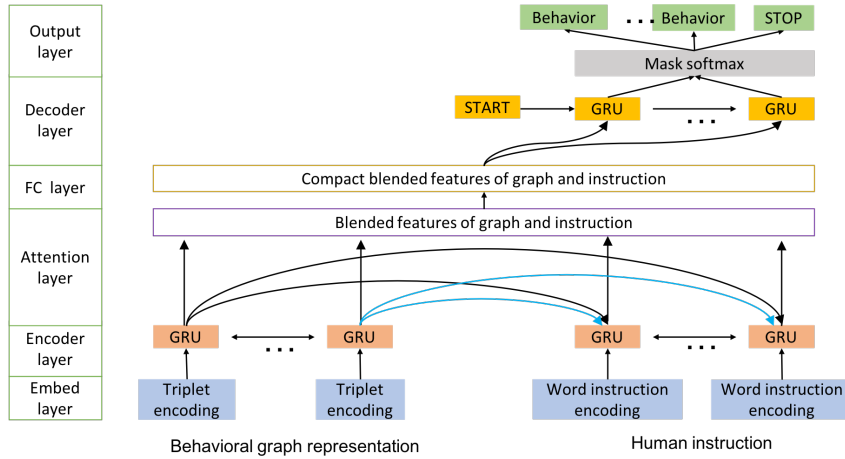 Output
layer
Behavior
...
Behavior
STOP
Mask softmax
Decoder
layer
START
GRU
...
GRU
FC layer
Compact blended features of graph and instruction
Attention
layer
Blended features of graph and instruction
Encoder
layer
GRU
...
GRU
GRU
...
GRU
Embed
layer
Triplet
encoding
Triplet
encoding
Word instruction
encoding
Word instruction
encoding
Behavioral graph representation
Human instruction